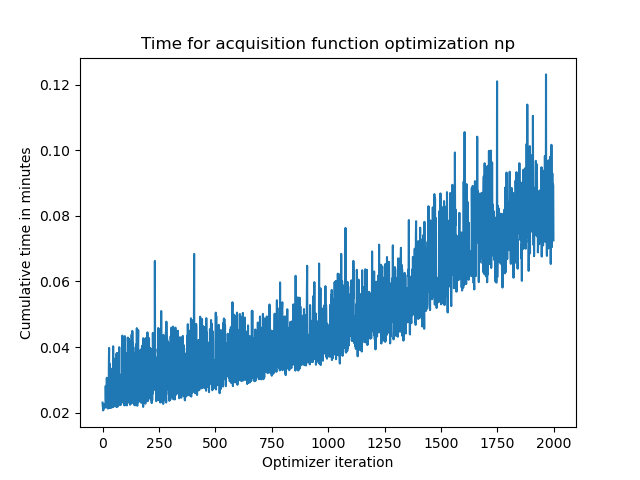 Time for acquisition function optimization np
0.12
0.10
0.08
0.06
0.04
0.02
Cumulative time in minutes
0 250 500 750 1000 1250 1500 1750 2000
Optimizer iteration